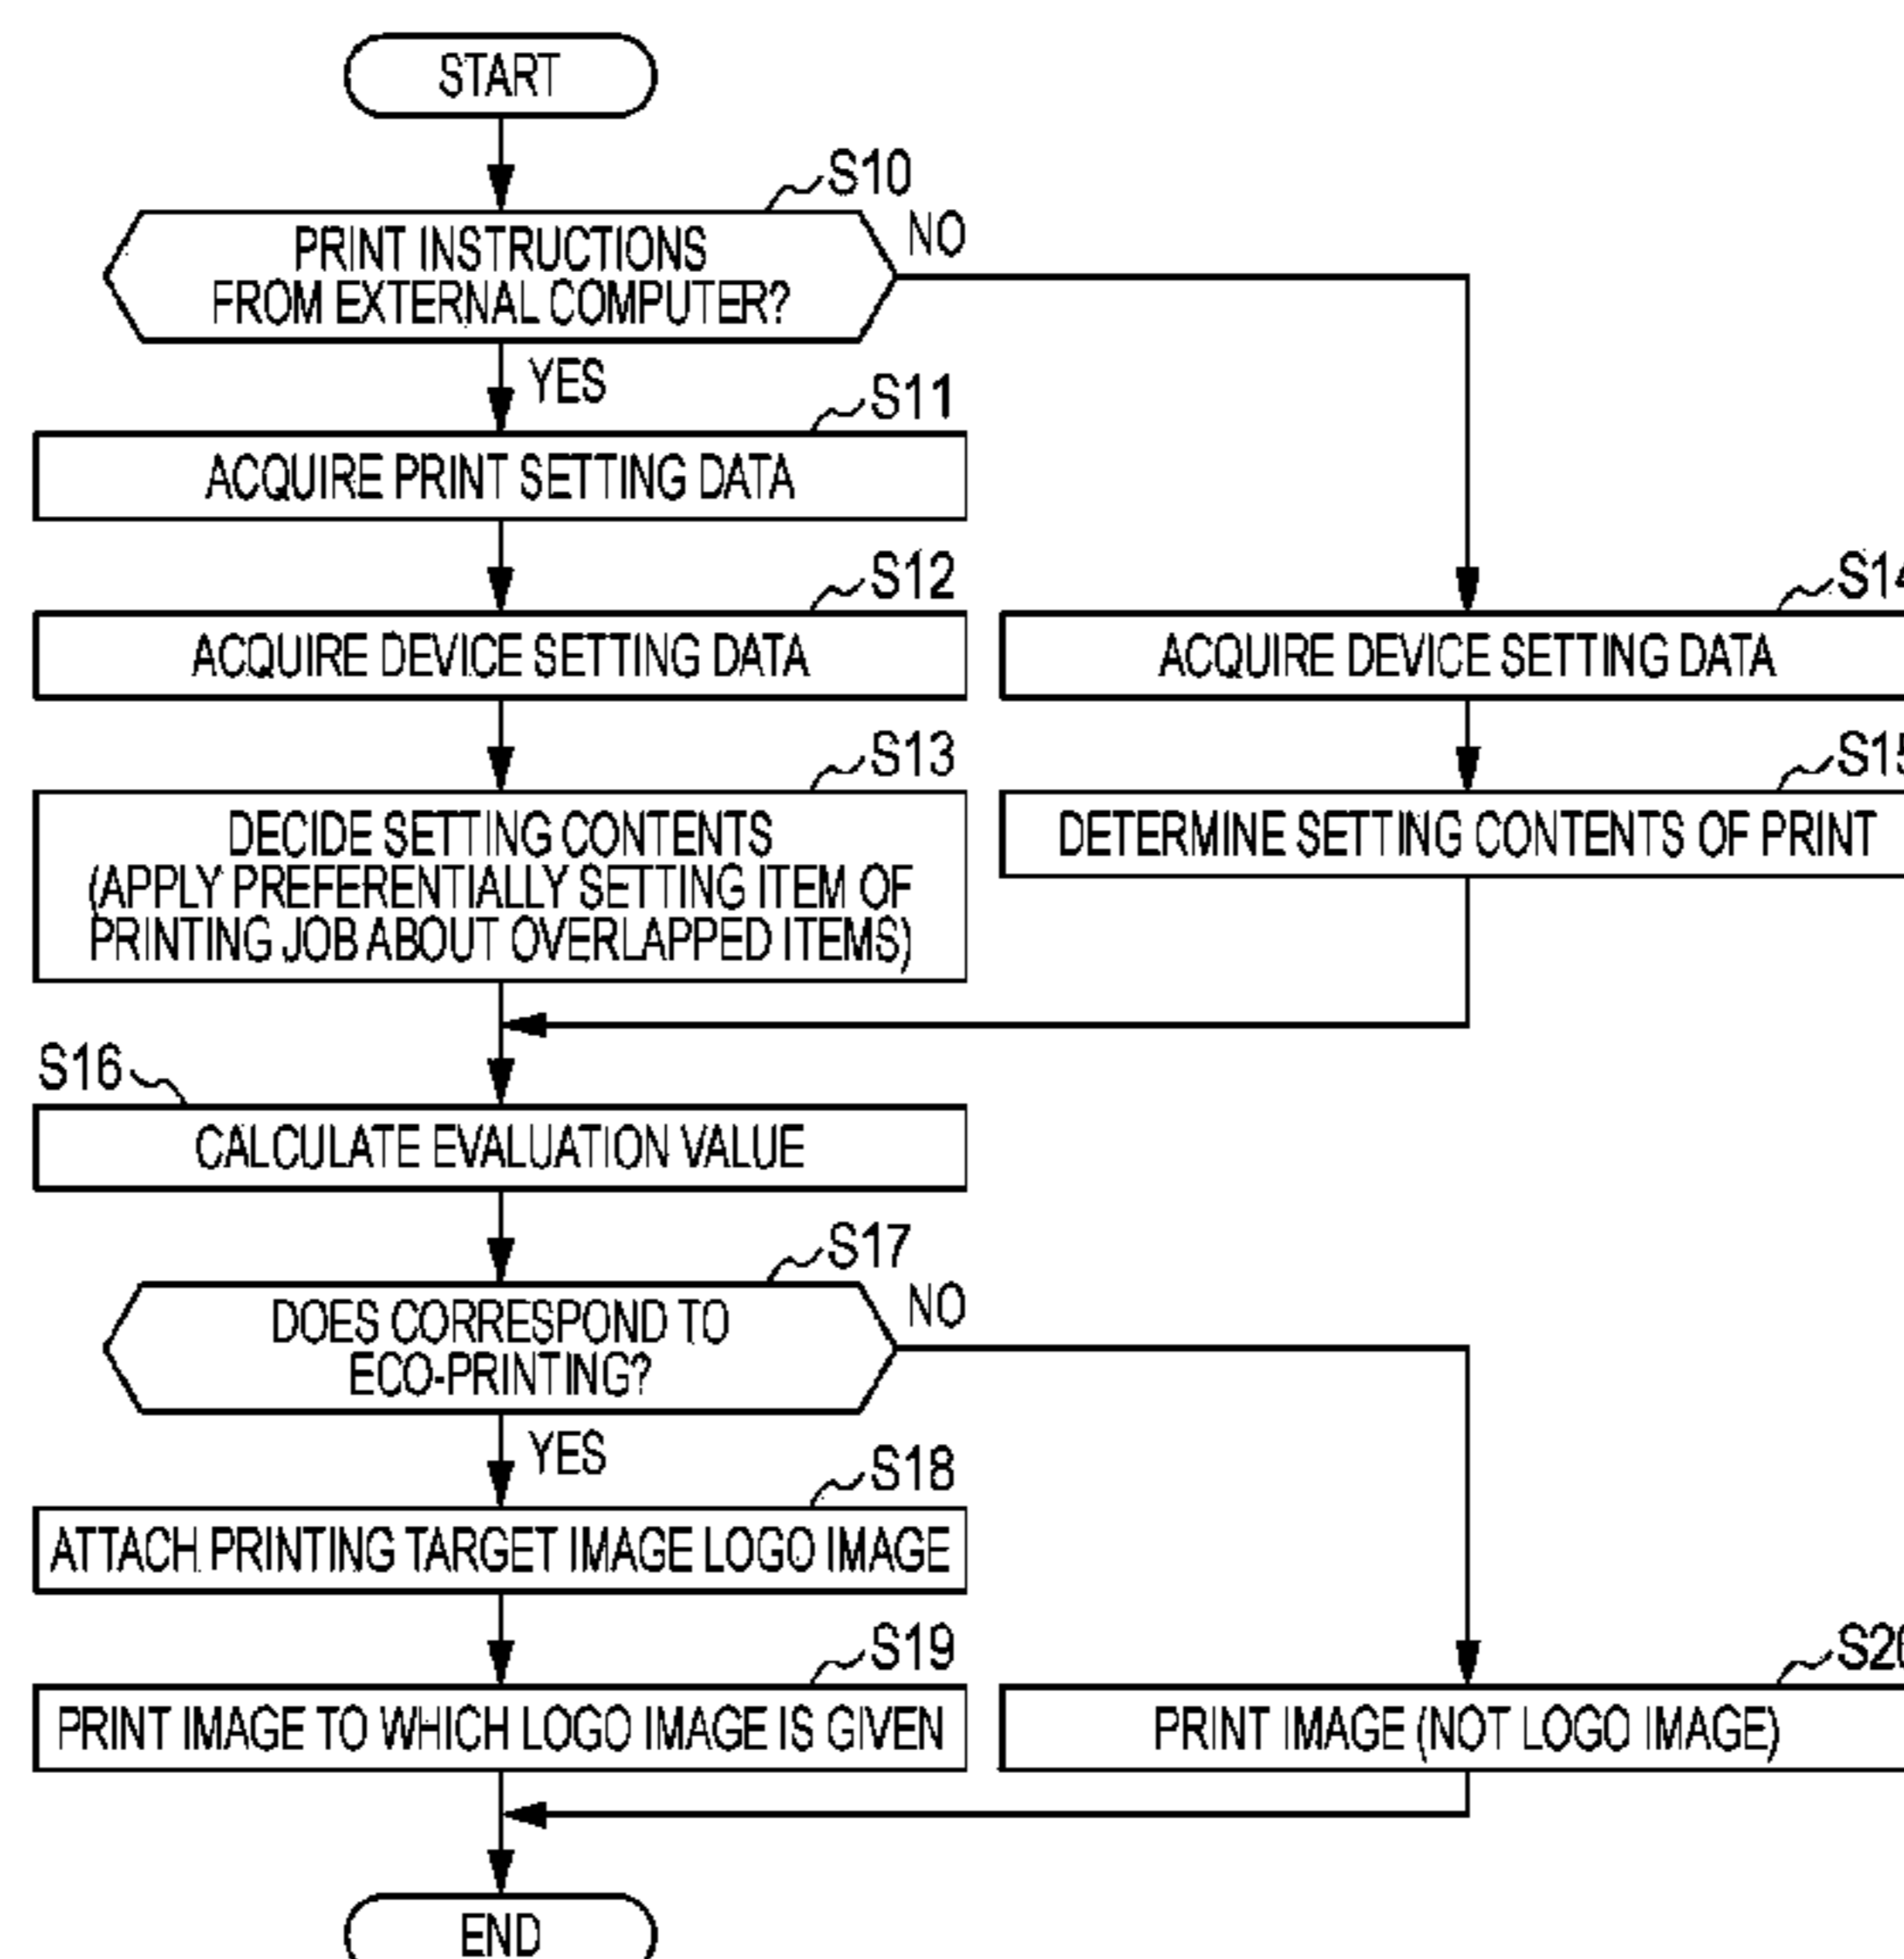 START
S10
PRINT INSTRUCTIONS
FROM EXTERNAL COMPUTER?
NO
YES
S11
ACQUIRE PRINT SETTING DATA
S12
ACQUIRE DEVICE SETTING DATA
S14
ACQUIRE DEVICE SETTING DATA
S13
DECIDE SETTING CONTENTS
(APPLY PREFERENTIALLY SETTING ITEM OF
PRINTING JOB ABOUT OVERLAPPED ITEMS)
S15
DETERMINE SETTING CONTENTS OF PRINT
S16
CALCULATE EVALUATION VALUE
S17
DOES CORRESPOND TO
ECO-PRINTING?
NO
YES
S18
ATTACH PRINTING TARGET IMAGE LOGO IMAGE
S19
PRINT IMAGE TO WHICH LOGO IMAGE IS GIVEN
S20
PRINT IMAGE (NOT LOGO IMAGE)
END